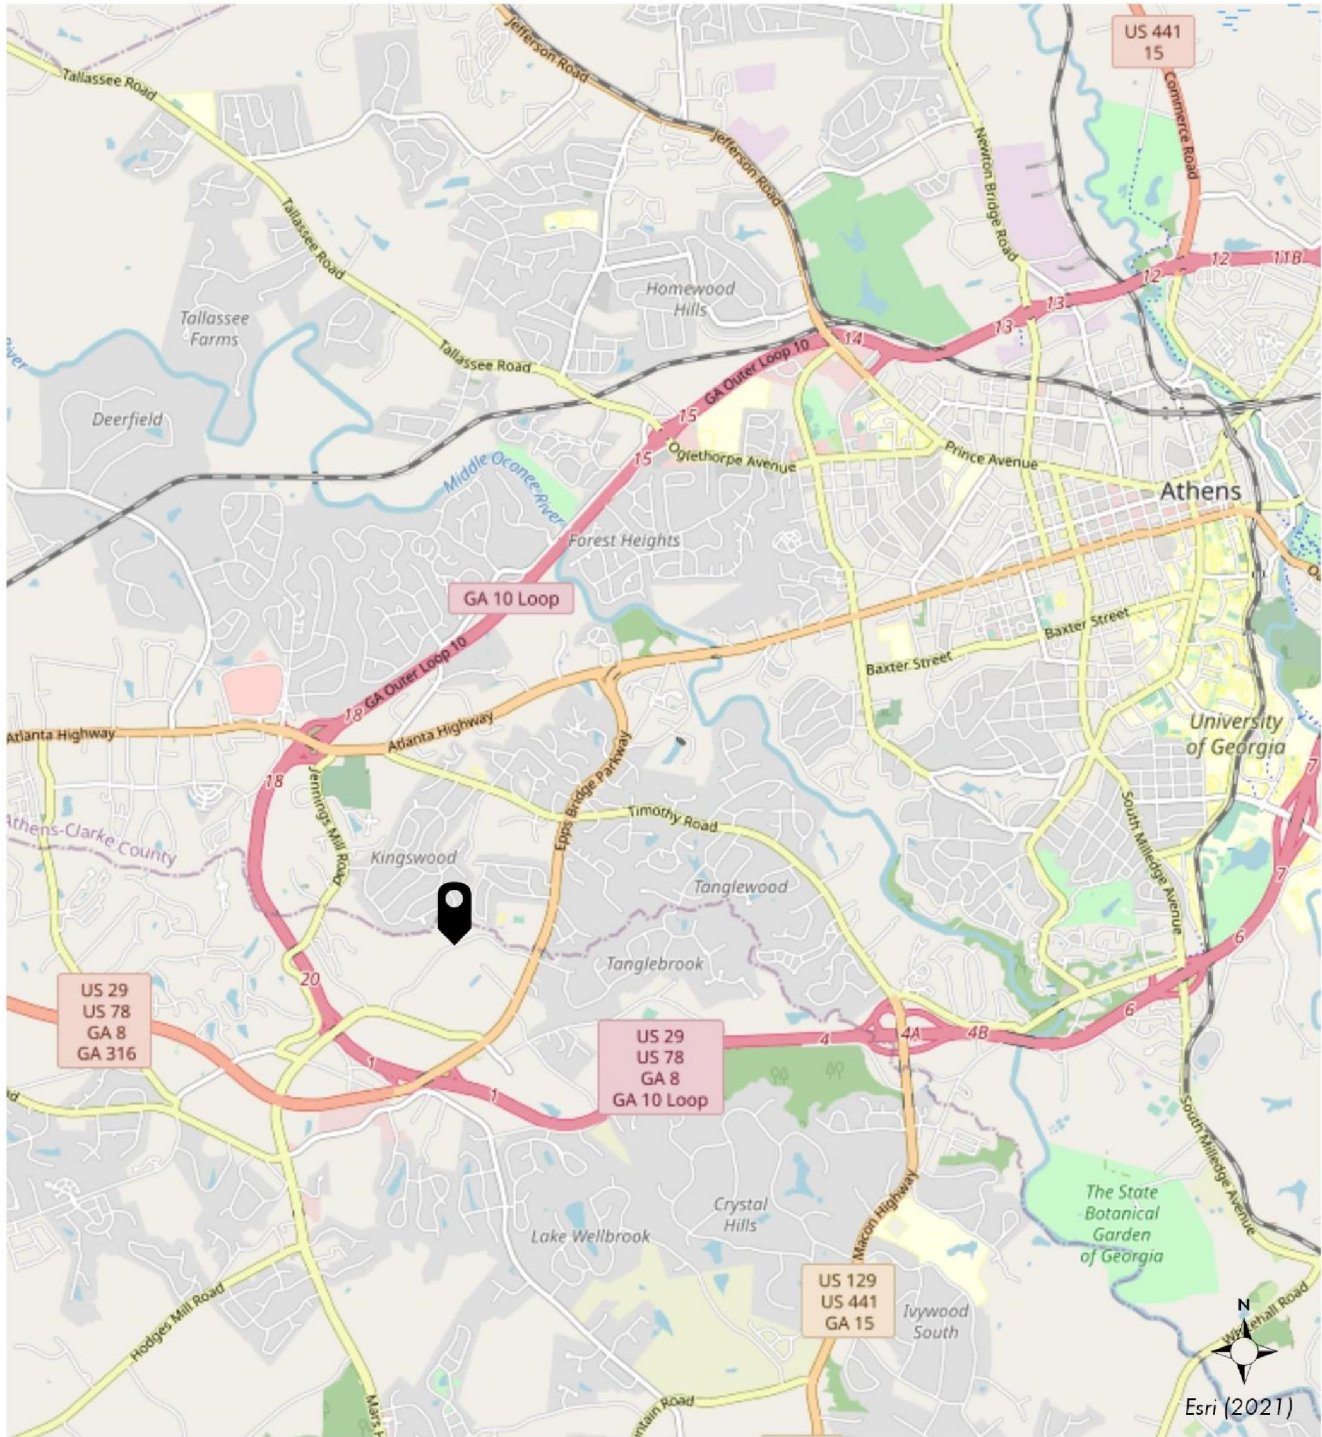 US 441
15
Jefferson Road
Tallassee Road
Commerce Road
Jefferson Road
Newton Bridge Road
Tallassee Road
12
12
11B
13
13
Homewood
Hills
Tallassee
Farms
14
GA Outer Loop 10
River
Tallassee Road
Deerfield
15
15
Oglethorpe Avenue
Prince Avenue
Middle Oconee River
Athens
Forest Heights
GA 10 Loop
Baxter Street
Baxter Street
GA Outer Loop 10
18
Atlanta Highway
Atlanta Highway
University
of Georgia
18
7
Jennings Mill Road
Epps Bridge Parkway
Timothy Road
South Milledge Avenue
Athens-Clarke County
Kingswood
Tanglewood
7
6
Tanglebrook
20
US 29
US 78
GA 8
GA 316
6
US 29
US 78
GA 8
GA 10 Loop
4
4A
4B
1
1
South Milledge Avenue
The State
Botanical
Garden
of Georgia
Crystal
Hills
Lake Wellbrook
Macon Highway
US 129
US 441
GA 15
Ivywood
South
Hodges Mill Road
Whitehall Road
N
Esri (2021)